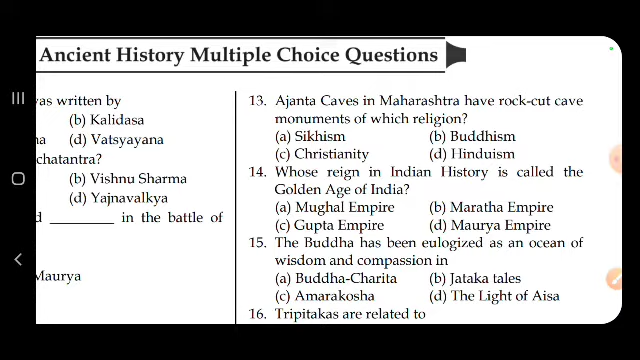 Ancient History Multiple Choice Questions
was written by
(b) Kalidasa
(d) Vatsyayana
chatantra?
(b) Vishnu Sharma
(d) Yajnavalkya
d ________ in the battle of
Maurya
13. Ajanta Caves in Maharashtra have rock-cut cave
monuments of which religion?
(a) Sikhism (b) Buddhism
(c) Christianity (d) Hinduism
14. Whose reign in Indian History is called the
Golden Age of India?
(a) Mughal Empire (b) Maratha Empire
(c) Gupta Empire (d) Maurya Empire
15. The Buddha has been eulogized as an ocean of
wisdom and compassion in
(a) Buddha-Charita (b) Jataka tales
(c) Amarakosha (d) The Light of Aisa
16. Tripitakas are related to